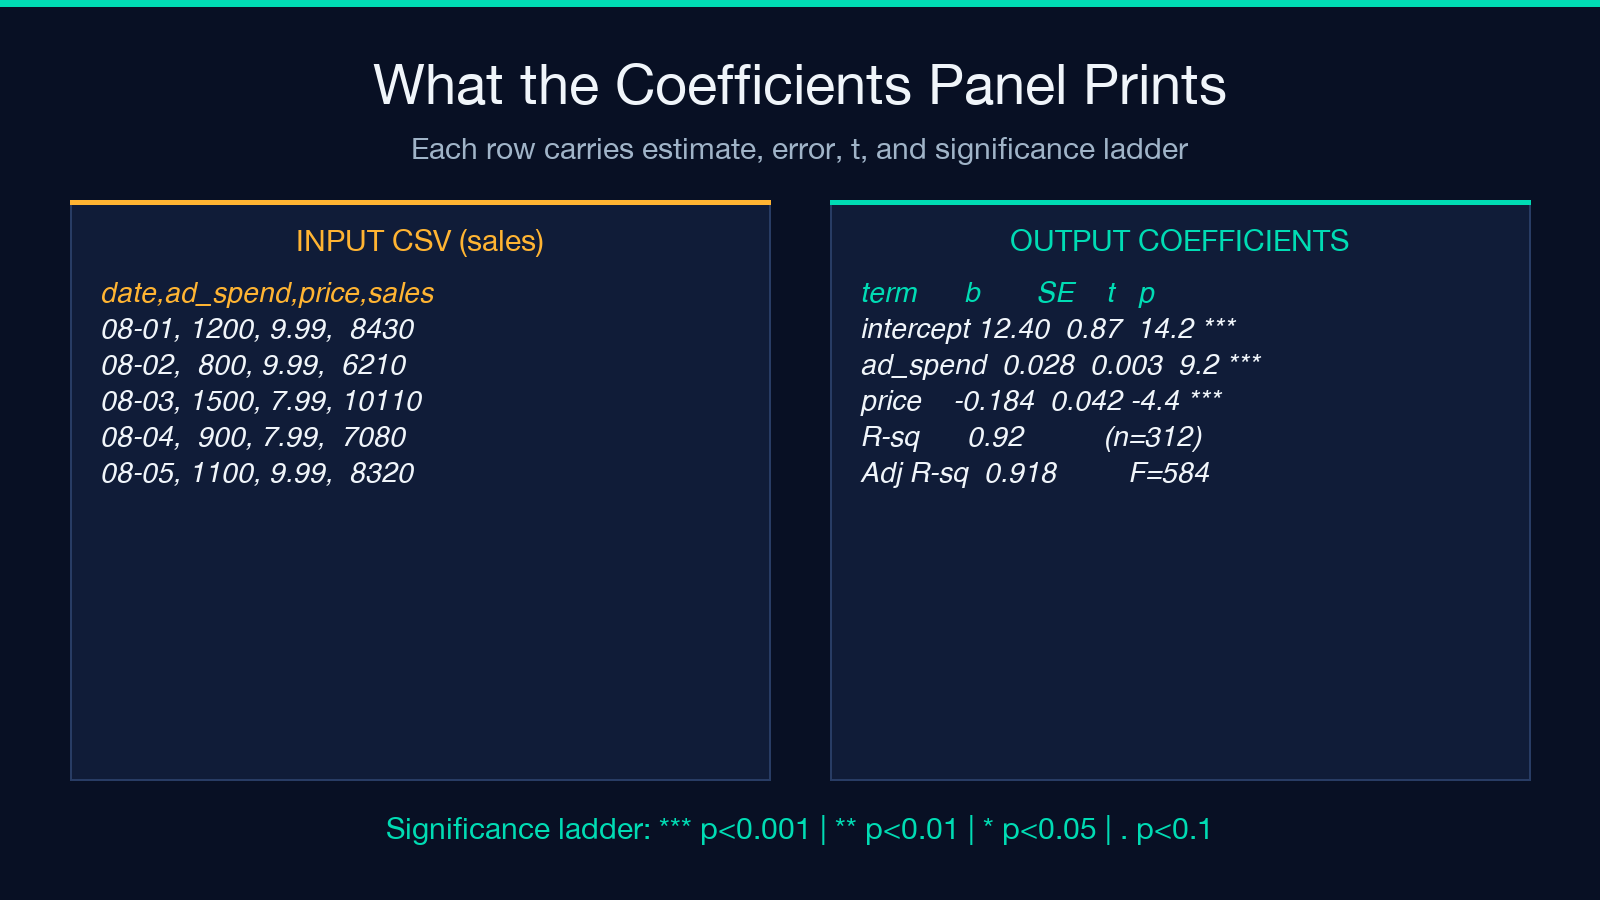 What the Coefficients Panel Prints
Each row carries estimate, error, t, and significance ladder
INPUT CSV (sales)
date,ad_spend,price,sales
08-01, 1200, 9.99,  8430
08-02,  800, 9.99,  6210
08-03, 1500, 7.99, 10110
08-04,  900, 7.99,  7080
08-05, 1100, 9.99,  8320
OUTPUT COEFFICIENTS
term      b       SE    t   p
intercept 12.40  0.87  14.2 ***
ad_spend  0.028  0.003  9.2 ***
price    -0.184  0.042 -4.4 ***
R-sq      0.92          (n=312)
Adj R-sq  0.918         F=584
Significance ladder: *** p<0.001 | ** p<0.01 | * p<0.05 | . p<0.1